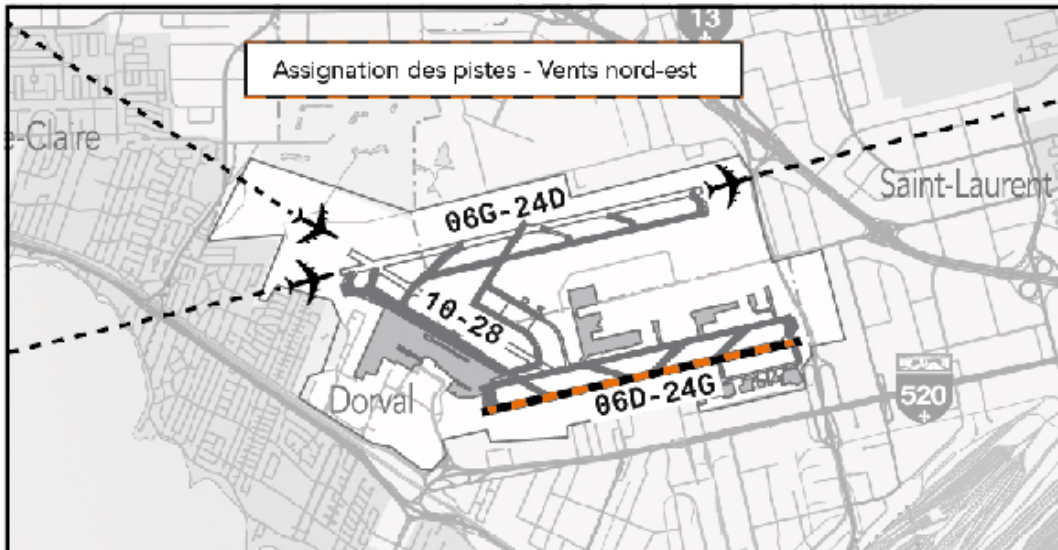 13
Assignation des pistes - Vents nord-est
e-Claire
Saint-Laurent
06G-24D
10-28
Dorval
06D-24G
520